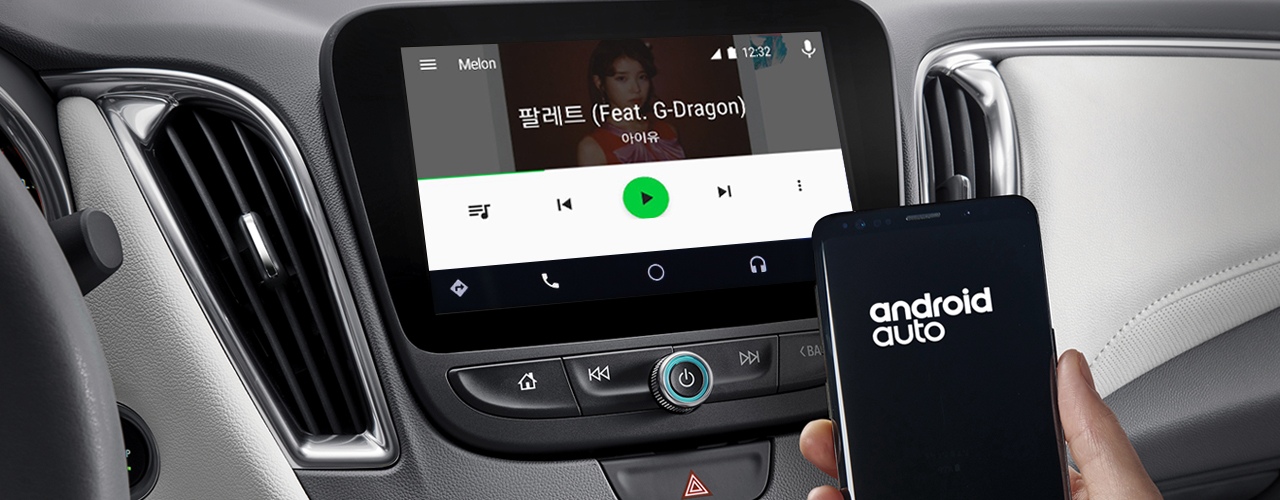 Melon
12:32
팔레트 (Feat. G-Dragon)
아이유
android
auto